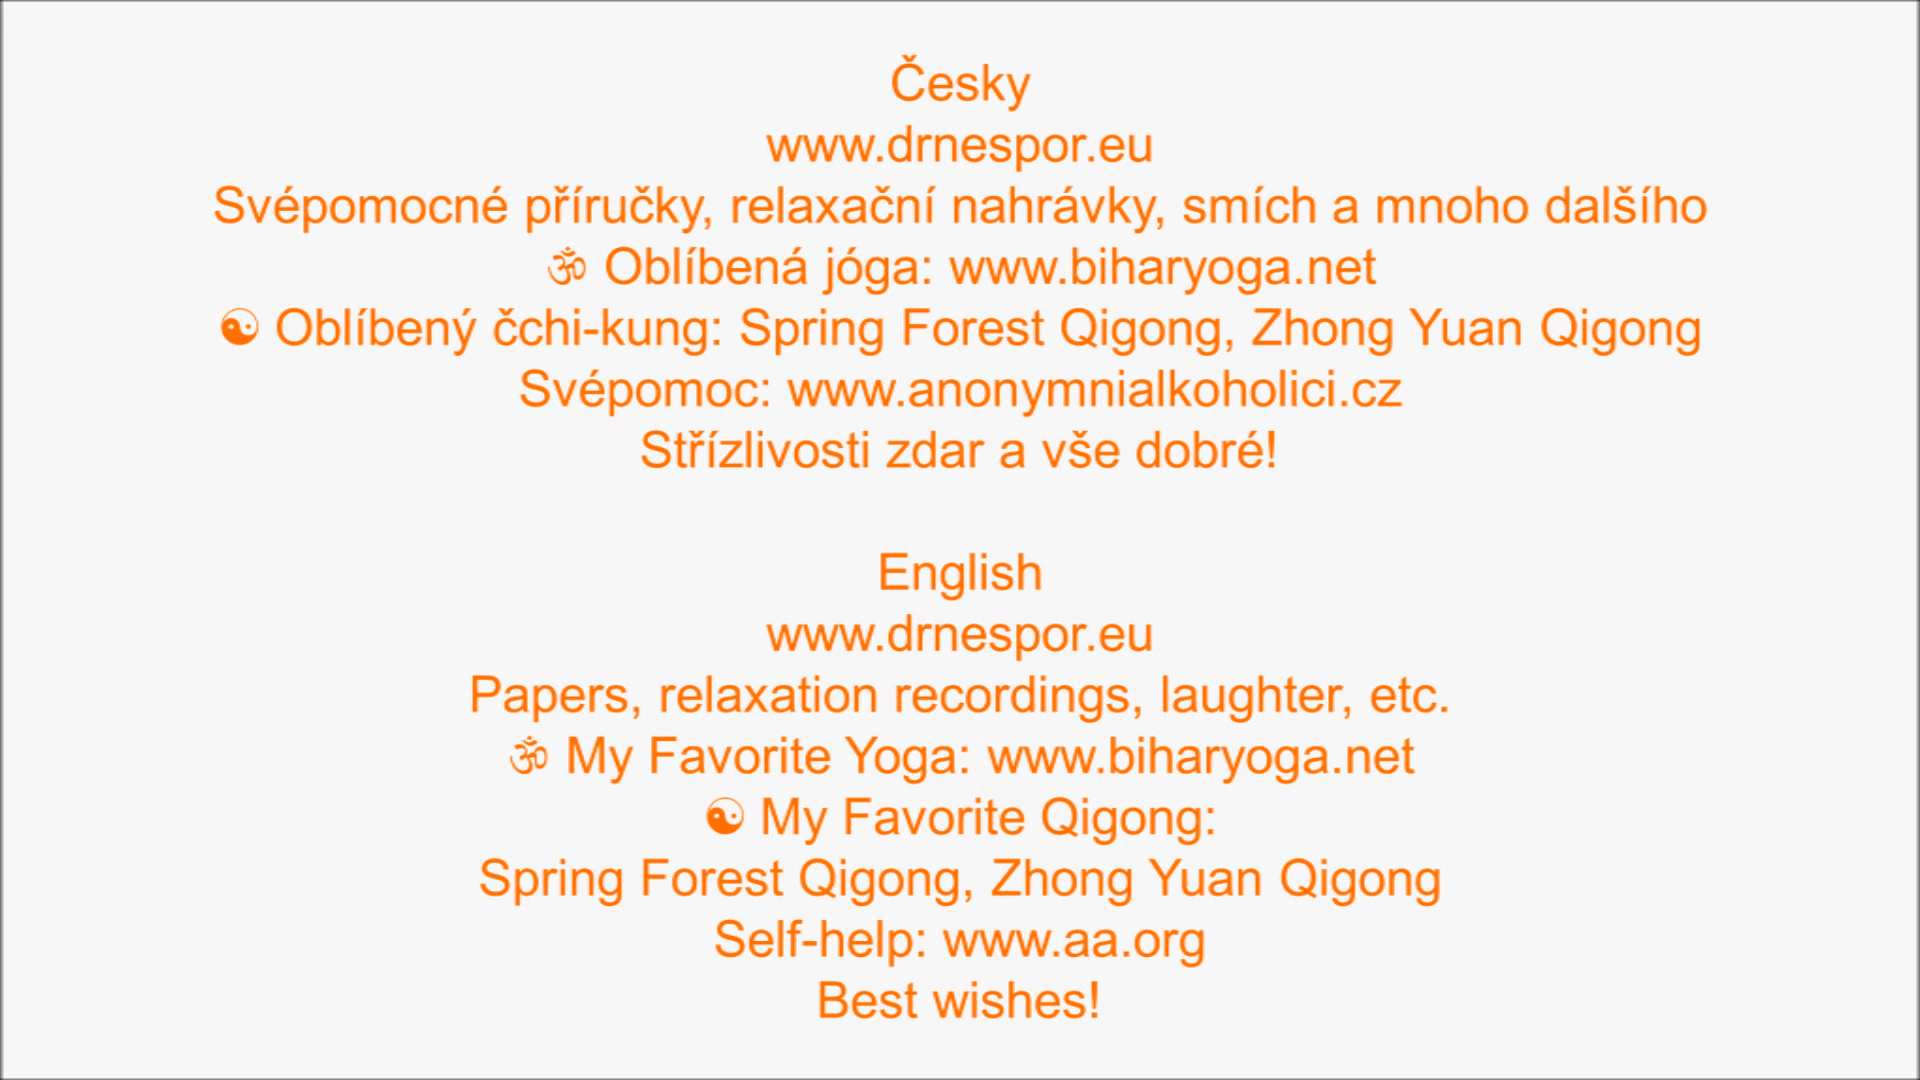 Česky
www.drnespor.eu
Svépomocné příručky, relaxační nahrávky, smích a mnoho dalšího
ॐ Oblíbená jóga: www.biharyoga.net
☯ Oblíbený čchi-kung: Spring Forest Qigong, Zhong Yuan Qigong
Svépomoc: www.anonymnialkoholici.cz
Střízlivosti zdar a vše dobré!
English
www.drnespor.eu
Papers, relaxation recordings, laughter, etc.
ॐ My Favorite Yoga: www.biharyoga.net
☯ My Favorite Qigong:
Spring Forest Qigong, Zhong Yuan Qigong
Self-help: www.aa.org
Best wishes!